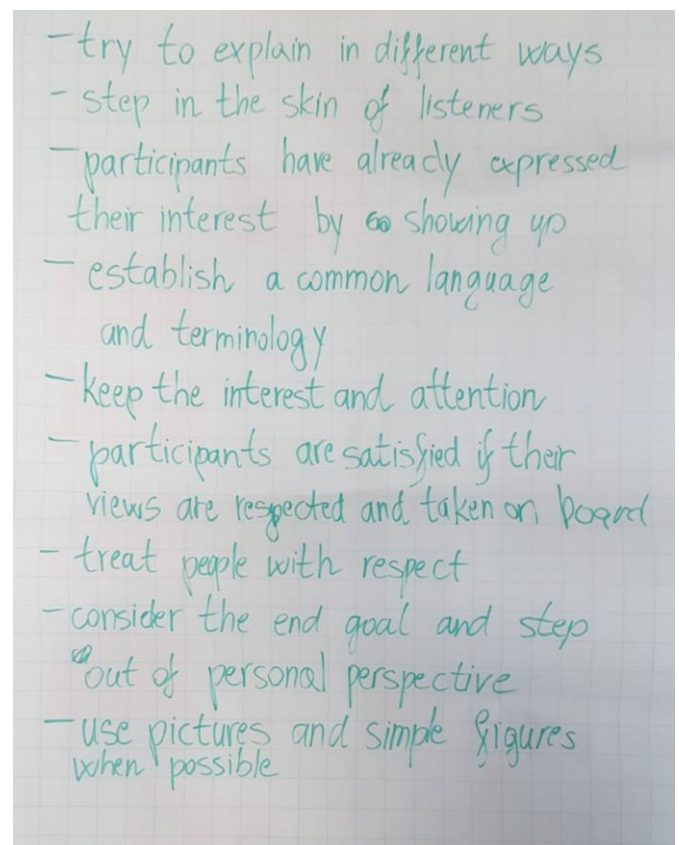 - try to explain in different ways
- step in the skin of listeners
- participants have already expressed
their interest by showing up
- establish a common language
and terminology
- keep the interest and attention
- participants are satisfied if their
views are respected and taken on board
- treat people with respect
- consider the end goal and step
out of personal perspective
- use pictures and simple figures
when possible